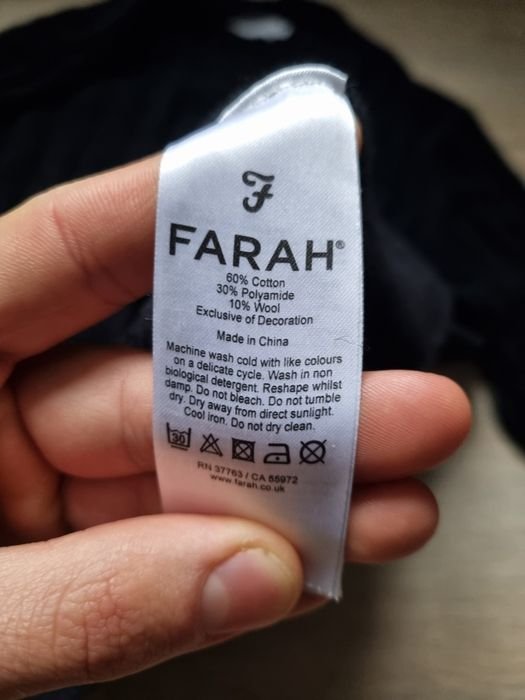 F
FARAH®
60% Cotton
30% Polyamide
10% Wool
Exclusive of Decoration
Made in China
Machine wash cold with like colours
on a delicate cycle. Wash in non
biological detergent. Reshape whilst
damp. Do not bleach. Do not tumble
dry. Dry away from direct sunlight.
Cool iron. Do not dry clean.
30
RN 37763 / CA 55972
www.farah.co.uk